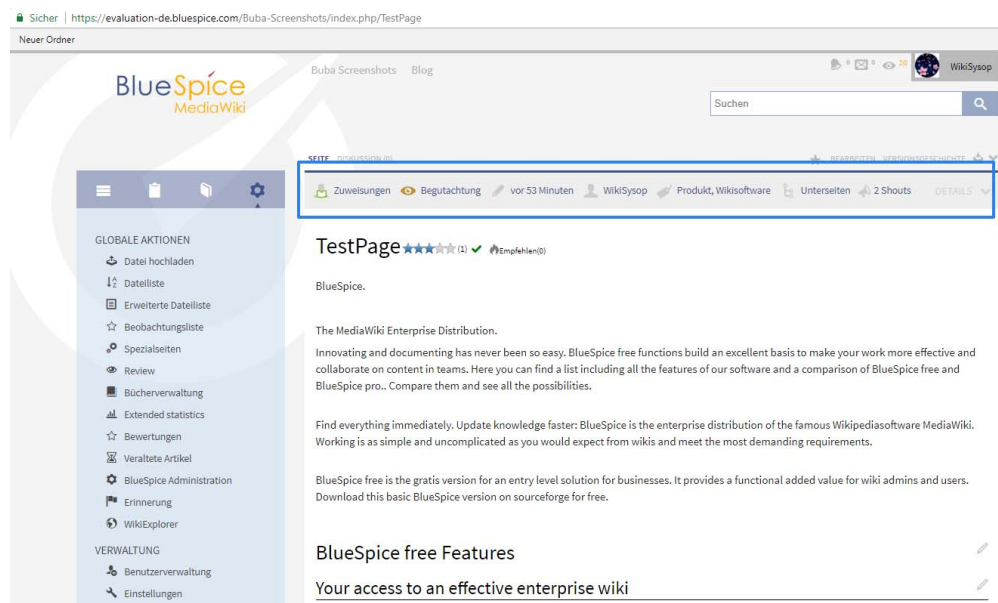 Sicher | https://evaluation-de.bluespice.com/Buba-Screenshots/index.php/TestPage
Neuer Ordner
BlueSpice
MediaWiki
Buba Screenshots Blog
WikiSysop
Suchen
SEITE DISKUSSION (0)
BEARBEITEN VERSIONSGESCHICHTE
Zuweisungen Begutachtung vor 53 Minuten WikiSysop Produkt, Wikisoftware Unterseiten 2 Shouts DETAILS
GLOBALE AKTIONEN
Datei hochladen
Dateiliste
Erweiterte Dateiliste
Beobachtungsliste
Spezialseiten
Review
Bücherverwaltung
Extended statistics
Bewertungen
Veraltete Artikel
BlueSpice Administration
Erinnerung
WikiExplorer
VERWALTUNG
Benutzerverwaltung
Einstellungen
TestPage (1) Empfehlen(0)
BlueSpice.
The MediaWiki Enterprise Distribution.
Innovating and documenting has never been so easy. BlueSpice free functions build an excellent basis to make your work more effective and
collaborate on content in teams. Here you can find a list including all the features of our software and a comparison of BlueSpice free and
BlueSpice pro.. Compare them and see all the possibilities.
Find everything immediately. Update knowledge faster: BlueSpice is the enterprise distribution of the famous Wikipediasoftware MediaWiki.
Working is as simple and uncomplicated as you would expect from wikis and meet the most demanding requirements.
BlueSpice free is the gratis version for an entry level solution for businesses. It provides a functional added value for wiki admins and users.
Download this basic BlueSpice version on sourceforge for free.
BlueSpice free Features
Your access to an effective enterprise wiki